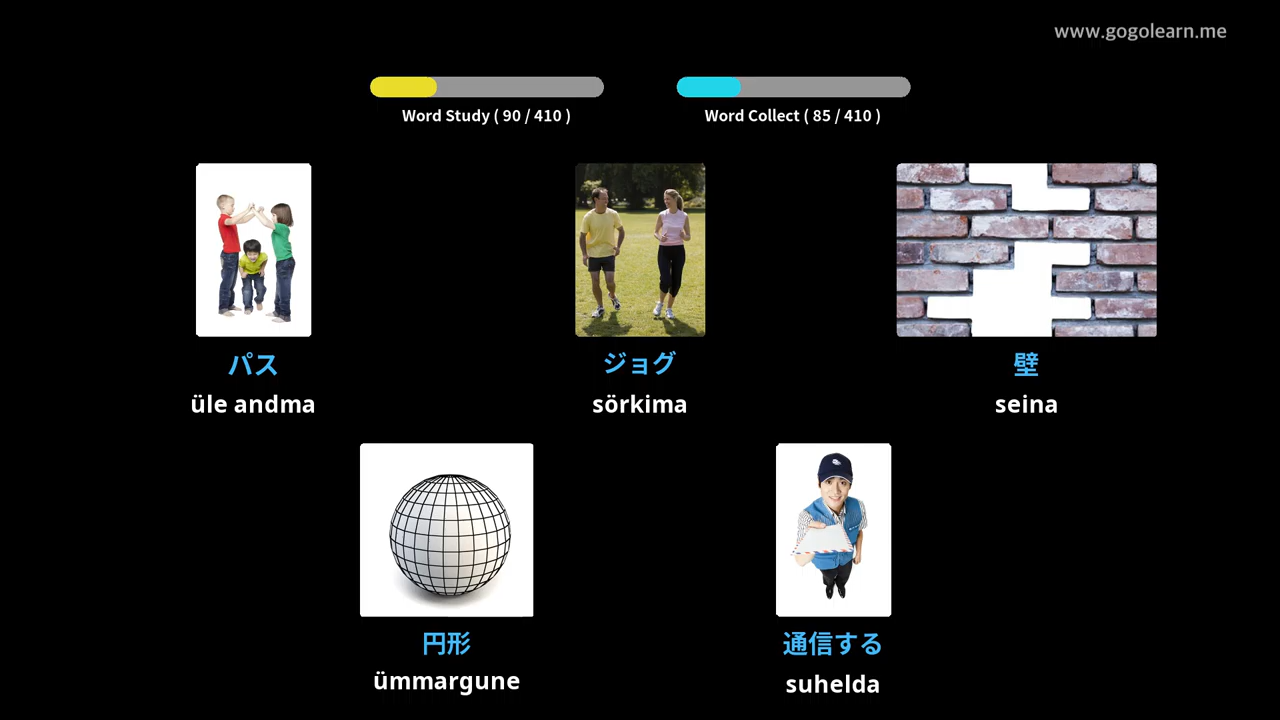 www.gogolearn.me
Word Study ( 90 / 410 )
Word Collect ( 85 / 410 )
パス
üle andma
ジョグ
sörkima
壁
seina
円形
ümmargune
通信する
suhelda